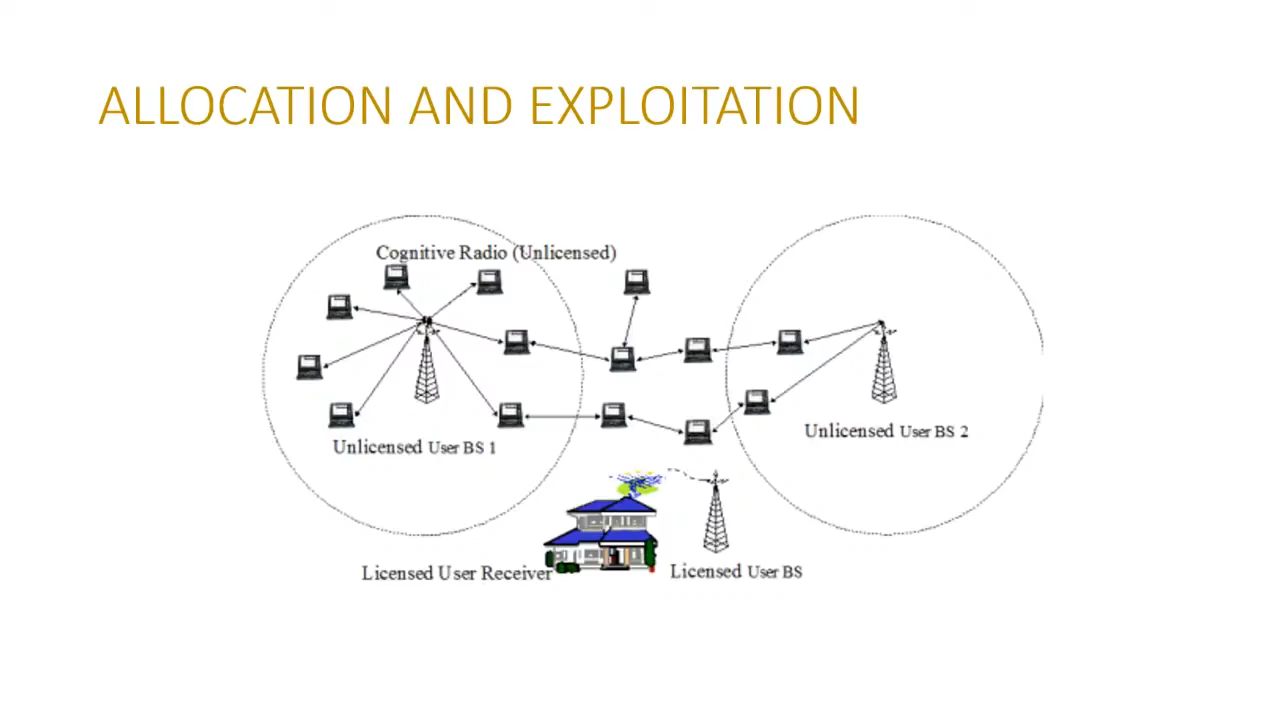 ALLOCATION AND EXPLOITATION
Cognitive Radio (Unlicensed)
Unlicensed User BS 1
Unlicensed User BS 2
Licensed User Receiver
Licensed User BS